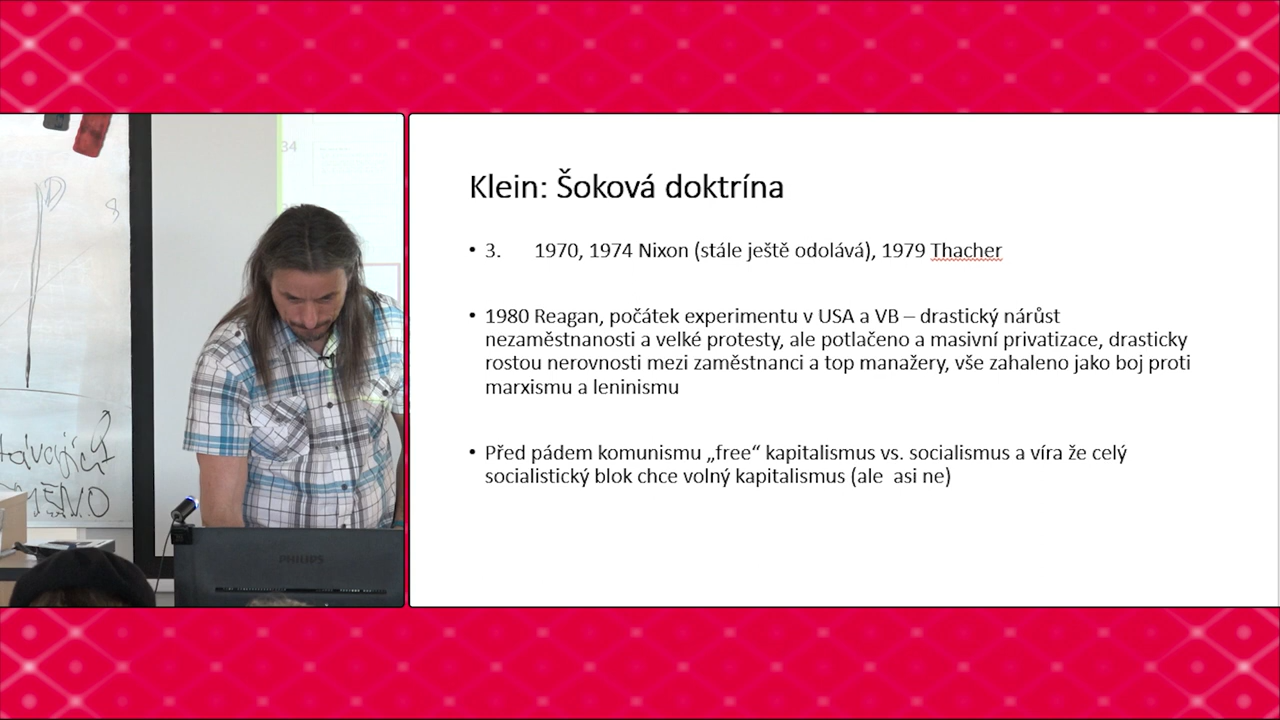 34
D
8
MĚNO
PHILIPS
Klein: Šoková doktrína
• 3. 1970, 1974 Nixon (stále ještě odolává), 1979 Thacher
• 1980 Reagan, počátek experimentu v USA a VB – drastický nárůst
nezaměstnanosti a velké protesty, ale potlačeno a masivní privatizace, drasticky
rostou nerovnosti mezi zaměstnanci a top manažery, vše zahaleno jako boj proti
marxismu a leninismu
• Před pádem komunismu „free“ kapitalismus vs. socialismus a víra že celý
socialistický blok chce volný kapitalismus (ale asi ne)